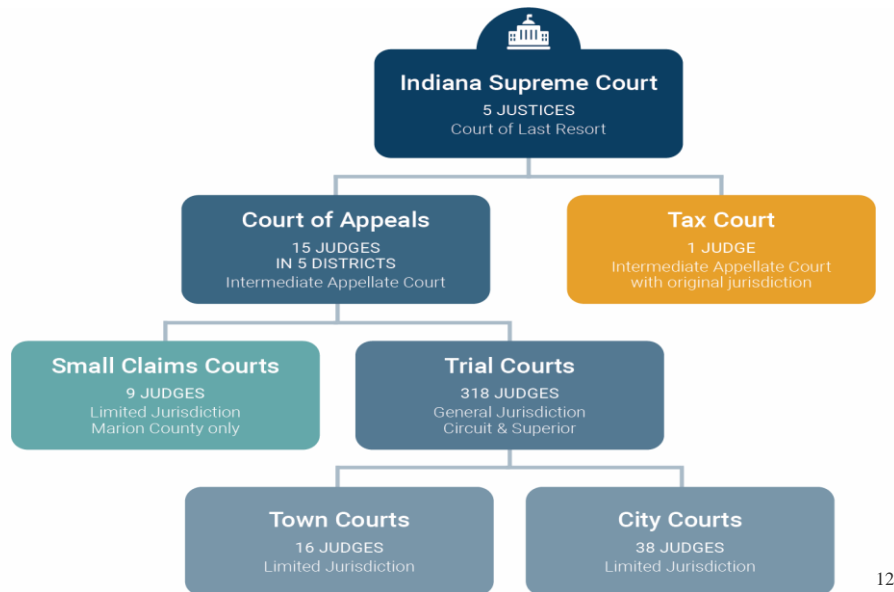 Indiana Supreme Court
5 JUSTICES
Court of Last Resort
Court of Appeals
15 JUDGES
IN 5 DISTRICTS
Intermediate Appellate Court
Tax Court
1 JUDGE
Intermediate Appellate Court
with original jurisdiction
Small Claims Courts
9 JUDGES
Limited Jurisdiction
Marion County only
Trial Courts
318 JUDGES
General Jurisdiction
Circuit & Superior
Town Courts
16 JUDGES
Limited Jurisdiction
City Courts
38 JUDGES
Limited Jurisdiction
12